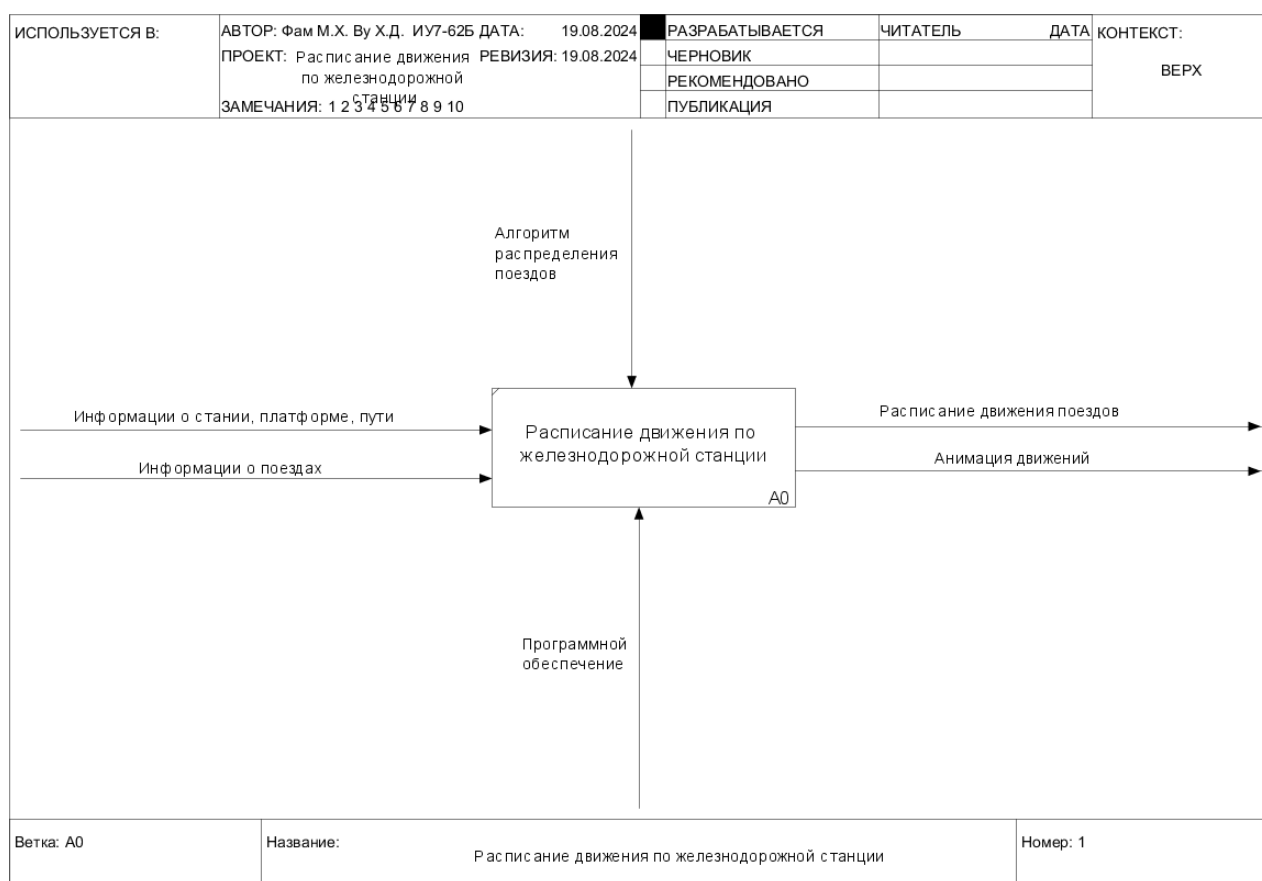 ИСПОЛЬЗУЕТСЯ В:
АВТОР: Фам М.Х. Ву Х.Д. ИУ7-62Б ДАТА: 19.08.2024
ПРОЕКТ: Расписание движения РЕВИЗИЯ: 19.08.2024
по железнодорожной
станции
ЗАМЕЧАНИЯ: 1 2 3 4 5 6 7 8 9 10
РАЗРАБАТЫВАЕТСЯ
ЧЕРНОВИК
РЕКОМЕНДОВАНО
ПУБЛИКАЦИЯ
ЧИТАТЕЛЬ ДАТА
КОНТЕКСТ:
ВЕРХ
Алгоритм
распределения
поездов
Информации о стании, платформе, пути
Информации о поездах
Расписание движения по
железнодорожной станции
A0
Расписание движения поездов
Анимация движений
Программной
обеспечение
Ветка: A0
Название:
Расписание движения по железнодорожной станции
Номер: 1